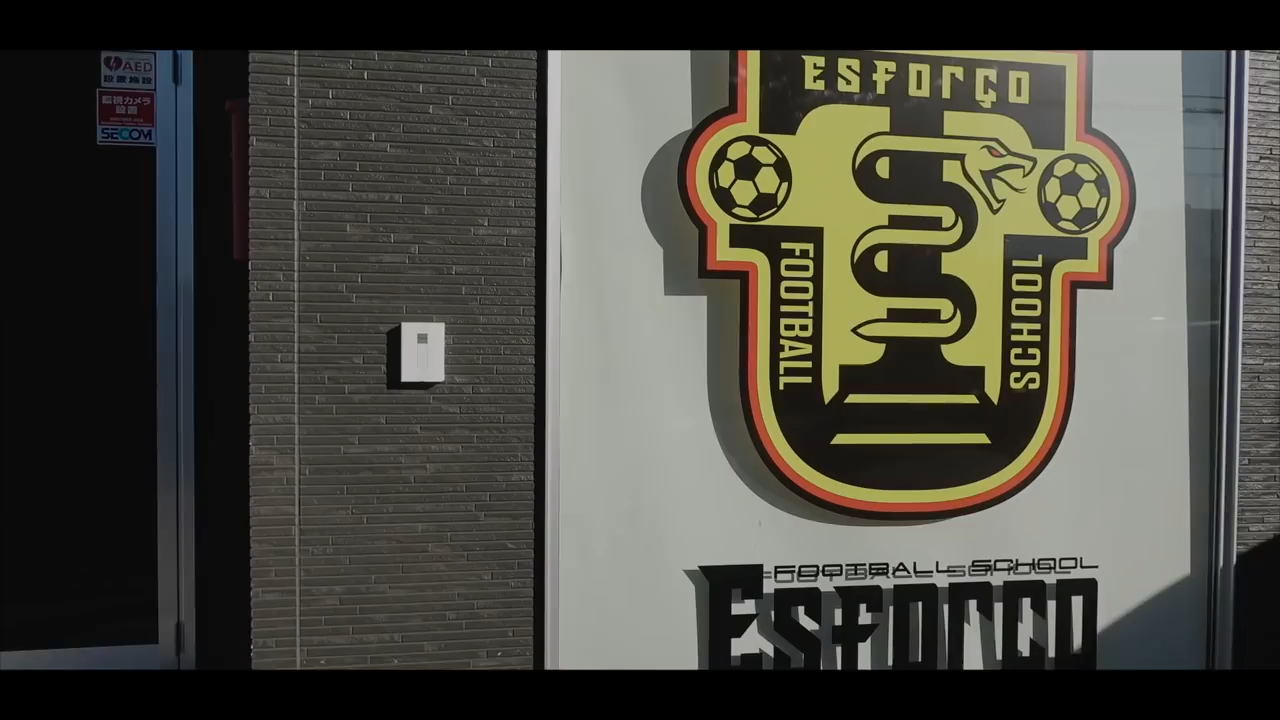 AED
設置施設
監視カメラ
設置
SECOM
ESFORÇO
FOOTBALL
SCHOOL
FOOTBALL SCHOOL
ESFORÇO